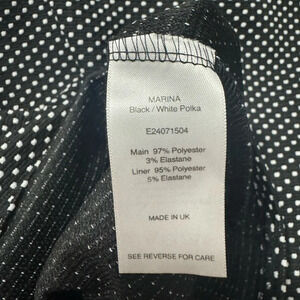 MARINA
Black / White Polka
E24071504
Main 97% Polyester
3% Elastane
Liner 95% Polyester
5% Elastane
MADE IN UK
SEE REVERSE FOR CARE